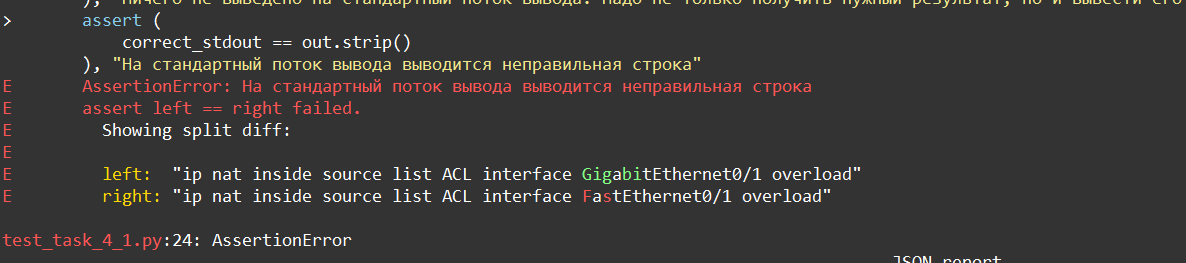 ), "Ничего не выведено на стандартный поток вывода. Надо не только получить нужный результат, но и вывести его
> assert (
correct_stdout == out.strip()
), "На стандартный поток вывода выводится неправильная строка"
E AssertionError: На стандартный поток вывода выводится неправильная строка
E assert left == right failed.
E Showing split diff:
E
E left: "ip nat inside source list ACL interface GigabitEthernet0/1 overload"
E right: "ip nat inside source list ACL interface FastEthernet0/1 overload"
test_task_4_1.py:24: AssertionError
JSON report